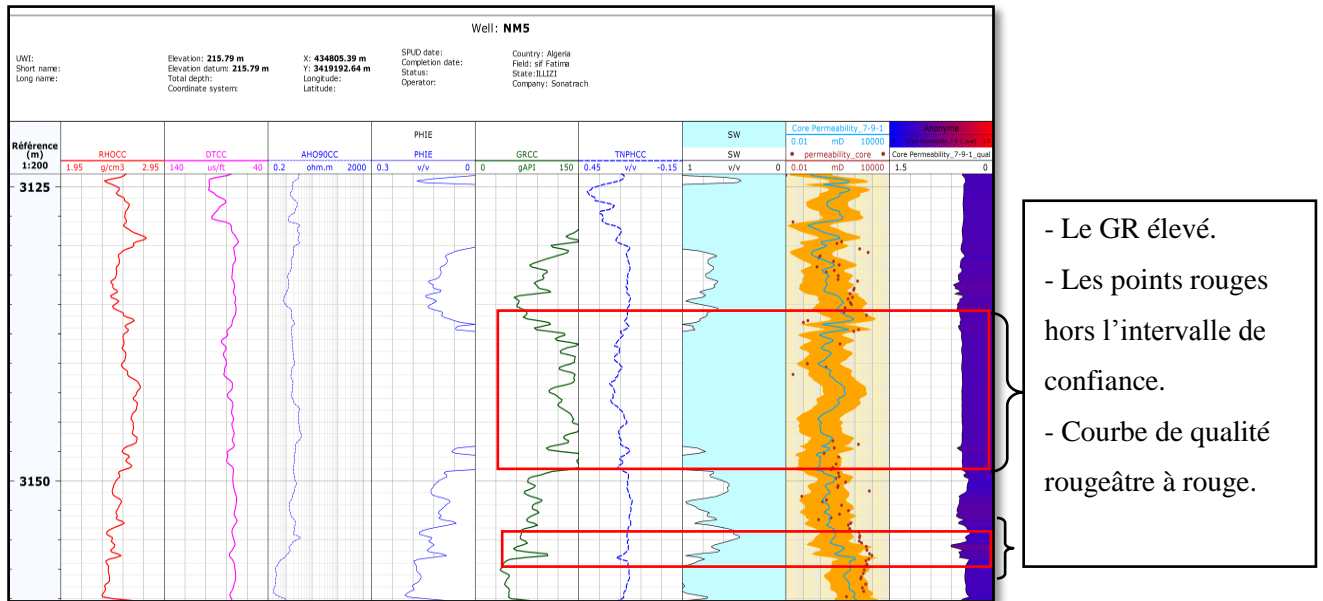 Well: NM5
UWI:
Short name:
Long name:
Elevation: 215.79 m
Elevation datum: 215.79 m
Total depth:
Coordinate system:
X: 434805.39 m
Y: 3419192.64 m
Longitude:
Latitude:
SPUD date:
Completion date:
Status:
Operator:
Country: Algeria
Field: sif Fatima
State:ILLIZI
Company: Sonatrach
PHIE
SW
Core Permeability_7-9-1
0.01 mD 10000
Anonyme
Référence
(m)
1:200
RHOCC
1.95 g/cm3 2.95
DTCC
140 us/ft 40
AHO90CC
0.2 ohm.m 2000
PHIE
0.3 v/v 0
GRCC
0 gAPI 150
TNPHCC
0.45 v/v -0.15
SW
1 v/v 0
permeability_core
0.01 mD 10000
Core Permeability_7-9-1_qual
1.5 0
3125
3150
- Le GR élevé.
- Les points rouges
hors l’intervalle de
confiance.
- Courbe de qualité
rougeâtre à rouge.